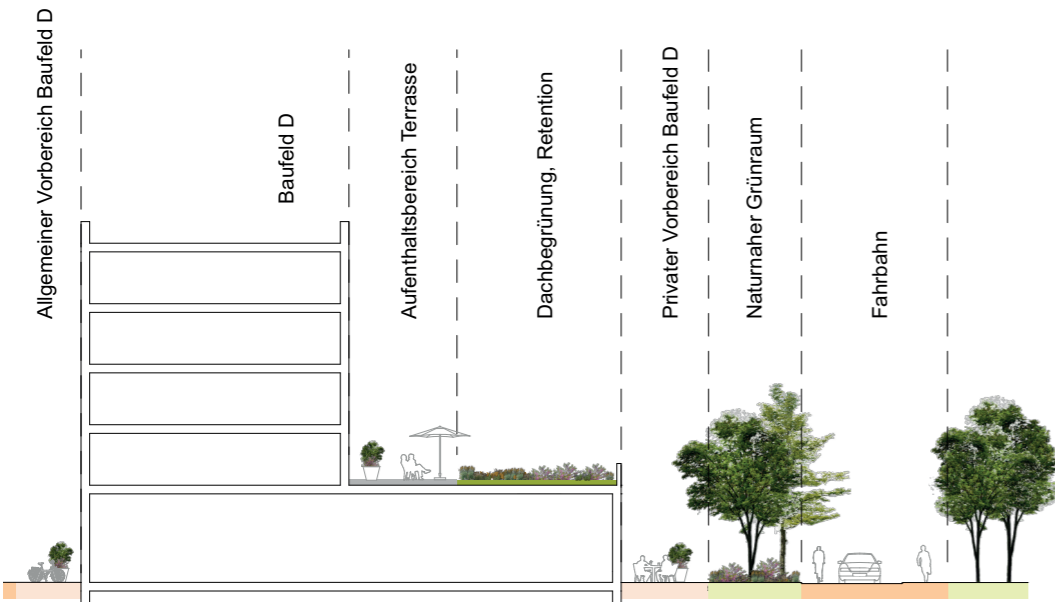 Allgemeiner Vorbereich Baufeld D
Baufeld D
Aufenthaltsbereich Terrasse
Dachbegrünung, Retention
Privater Vorbereich Baufeld D
Naturnaher Grünraum
Fahrbahn